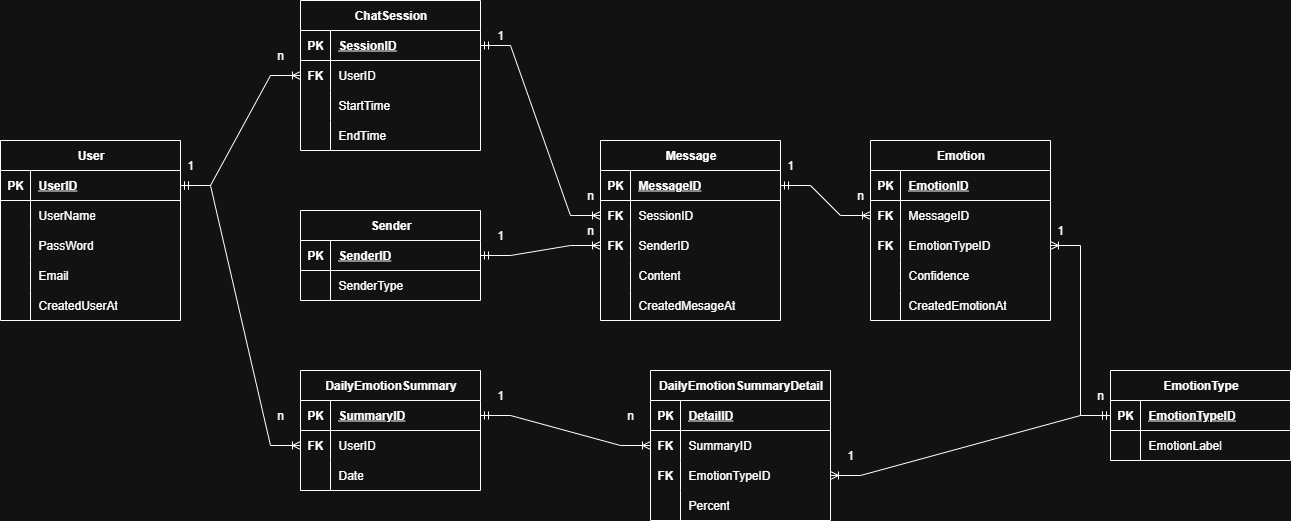 ChatSession
PK SessionID
FK UserID
StartTime
EndTime
n
1
User
PK UserID
UserName
PassWord
Email
CreatedUserAt
1
Sender
PK SenderID
SenderType
1
Message
PK MessageID
FK SessionID
FK SenderID
Content
CreatedMesageAt
n
n
1
Emotion
PK EmotionID
FK MessageID
FK EmotionTypeID
Confidence
CreatedEmotionAt
n
1
DailyEmotionSummary
PK SummaryID
FK UserID
Date
n
1
DailyEmotionSummaryDetail
PK DetailID
FK SummaryID
FK EmotionTypeID
Percent
n
1
EmotionType
PK EmotionTypeID
EmotionLabel
n